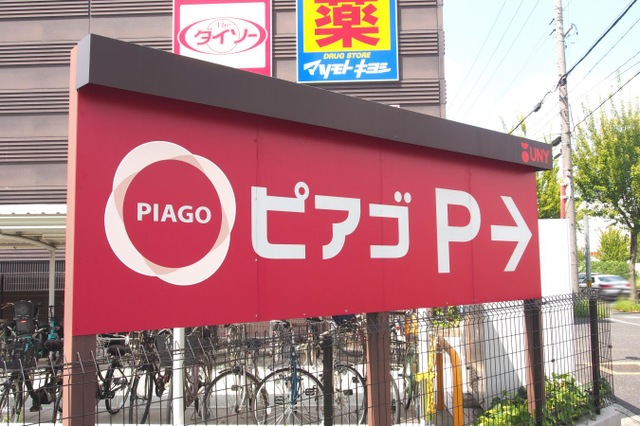 The
ダイソー
薬
DRUG STORE
マツモトキヨシ
UNY
PIAGO
ピアゴ P→